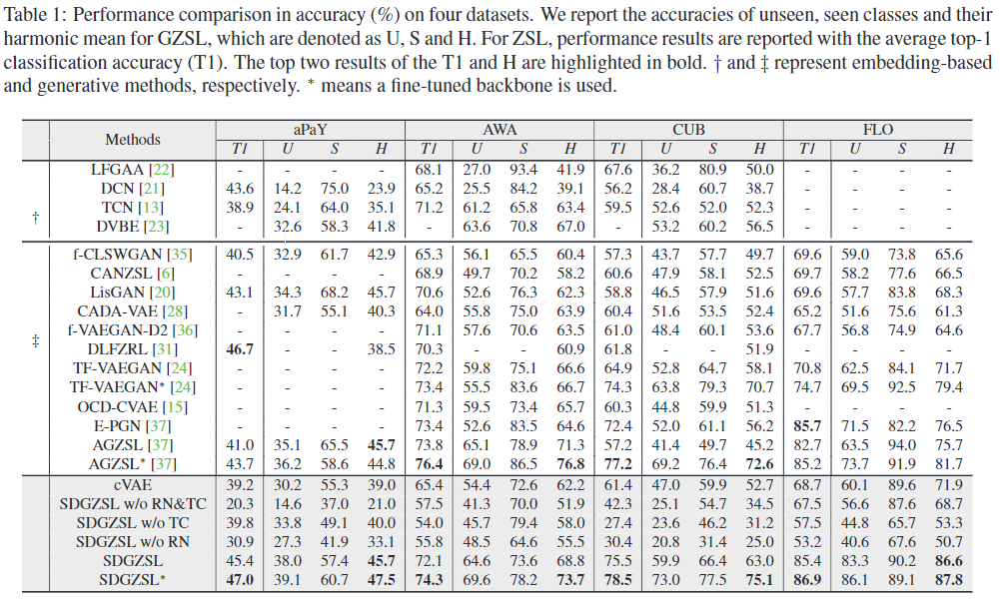 Table 1: Performance comparison in accuracy (%) on four datasets. We report the accuracies of unseen, seen classes and their
harmonic mean for GZSL, which are denoted as U, S and H. For ZSL, performance results are reported with the average top-1
classification accuracy (T1). The top two results of the T1 and H are highlighted in bold. † and ‡ represent embedding-based
and generative methods, respectively. * means a fine-tuned backbone is used.
Methods aPaY AWA CUB FLO
T1 U S H T1 U S H T1 U S H T1 U S H
†
LFGAA [22] - - - - 68.1 27.0 93.4 41.9 67.6 36.2 80.9 50.0 - - - -
DCN [21] 43.6 14.2 75.0 23.9 65.2 25.5 84.2 39.1 56.2 28.4 60.7 38.7 - - - -
TCN [13] 38.9 24.1 64.0 35.1 71.2 61.2 65.8 63.4 59.5 52.6 52.0 52.3 - - - -
DVBE [23] - 32.6 58.3 41.8 - 63.6 70.8 67.0 - 53.2 60.2 56.5 - - - -
‡
f-CLSWGAN [35] 40.5 32.9 61.7 42.9 65.3 56.1 65.5 60.4 57.3 43.7 57.7 49.7 69.6 59.0 73.8 65.6
CANZSL [6] - - - - 68.9 49.7 70.2 58.2 60.6 47.9 58.1 52.5 69.7 58.2 77.6 66.5
LisGAN [20] 43.1 34.3 68.2 45.7 70.6 52.6 76.3 62.3 58.8 46.5 57.9 51.6 69.6 57.7 83.8 68.3
CADA-VAE [28] - 31.7 55.1 40.3 64.0 55.8 75.0 63.9 60.4 51.6 53.5 52.4 65.2 51.6 75.6 61.3
f-VAEGAN-D2 [36] - - - - 71.1 57.6 70.6 63.5 61.0 48.4 60.1 53.6 67.7 56.8 74.9 64.6
DLFZRL [31] 46.7 - - 38.5 70.3 - - 60.9 61.8 - - 51.9 - - - -
TF-VAEGAN [24] - - - - 72.2 59.8 75.1 66.6 64.9 52.8 64.7 58.1 70.8 62.5 84.1 71.7
TF-VAEGAN* [24] - - - - 73.4 55.5 83.6 66.7 74.3 63.8 79.3 70.7 74.7 69.5 92.5 79.4
OCD-CVAE [15] - - - - 71.3 59.5 73.4 65.7 60.3 44.8 59.9 51.3 - - - -
E-PGN [37] - - - - 73.4 52.6 83.5 64.6 72.4 52.0 61.1 56.2 85.7 71.5 82.2 76.5
AGZSL [37] 41.0 35.1 65.5 45.7 73.8 65.1 78.9 71.3 57.2 41.4 49.7 45.2 82.7 63.5 94.0 75.7
AGZSL* [37] 43.7 36.2 58.6 44.8 76.4 69.0 86.5 76.8 77.2 69.2 76.4 72.6 85.2 73.7 91.9 81.7
cVAE 39.2 30.2 55.3 39.0 65.4 54.4 72.6 62.2 61.4 47.0 59.9 52.7 68.7 60.1 89.6 71.9
SDGZSL w/o RN&TC 20.3 14.6 37.0 21.0 57.5 41.3 70.0 51.9 42.3 25.1 54.7 34.5 67.5 56.6 87.6 68.7
SDGZSL w/o TC 39.8 33.8 49.1 40.0 54.0 45.7 79.4 58.0 27.4 23.6 46.2 31.2 57.5 44.8 65.7 53.3
SDGZSL w/o RN 30.9 27.3 41.9 33.1 55.8 48.5 64.6 55.5 30.4 20.8 31.4 25.0 53.2 40.6 67.6 50.7
SDGZSL 45.4 38.0 57.4 45.7 72.1 64.6 73.6 68.8 75.5 59.9 66.4 63.0 85.4 83.3 90.2 86.6
SDGZSL* 47.0 39.1 60.7 47.5 74.3 69.6 78.2 73.7 78.5 73.0 77.5 75.1 86.9 86.1 89.1 87.8